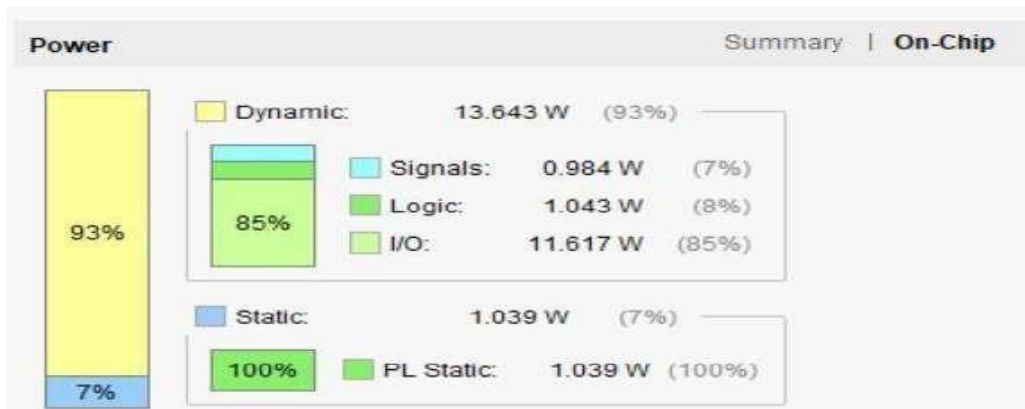 Power Summary | On-Chip
Dynamic: 13.643 W (93%)
Signals: 0.984 W (7%)
Logic: 1.043 W (8%)
85%
I/O: 11.617 W (85%)
93%
Static: 1.039 W (7%)
100% PL Static: 1.039 W (100%)
7%